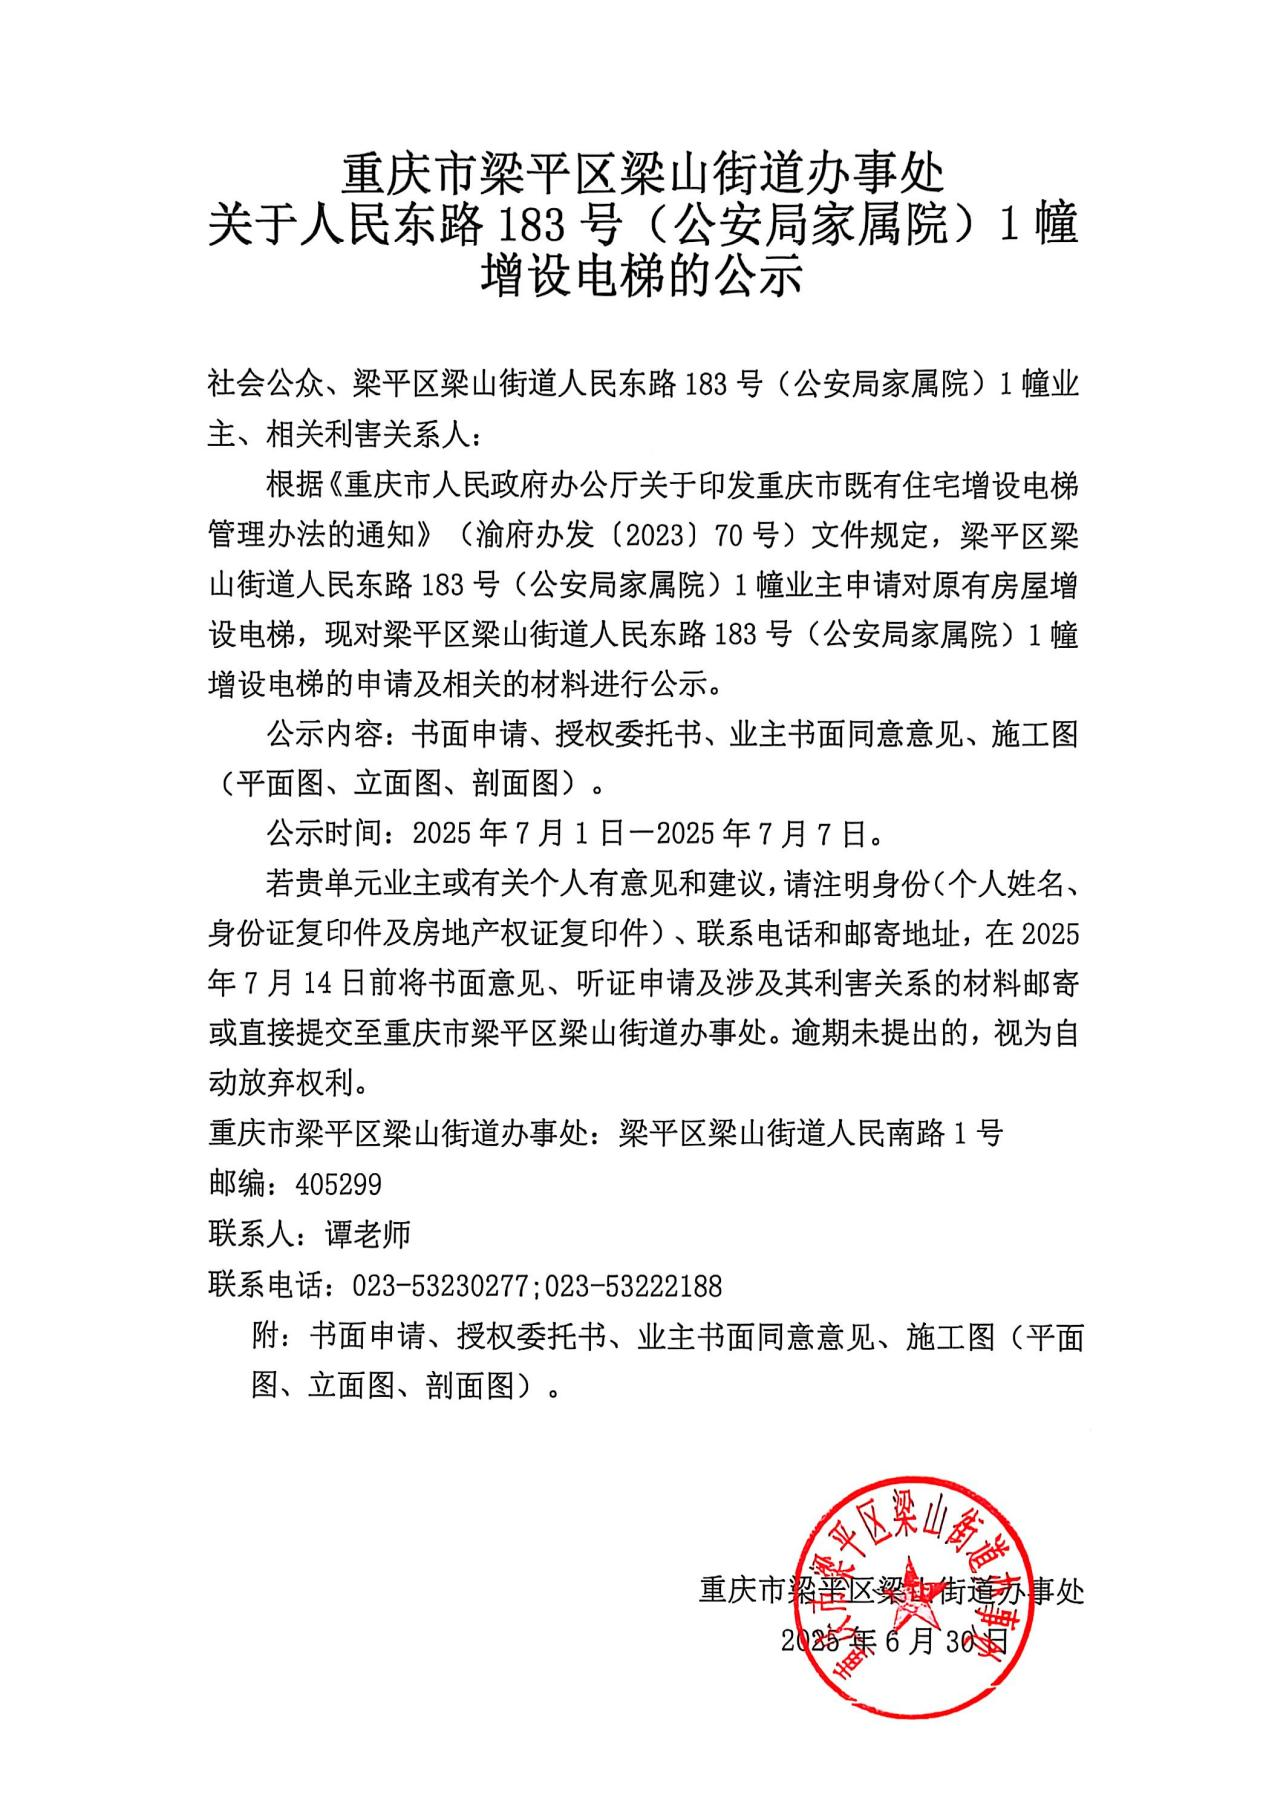 重庆市梁平区梁山街道办事处
关于人民东路183号（公安局家属院）1幢
增设电梯的公示
社会公众、梁平区梁山街道人民东路183号（公安局家属院）1幢业
主、相关利害关系人：
根据《重庆市人民政府办公厅关于印发重庆市既有住宅增设电梯
管理办法的通知》（渝府办发〔2023〕70号）文件规定，梁平区梁
山街道人民东路183号（公安局家属院）1幢业主申请对原有房屋增
设电梯，现对梁平区梁山街道人民东路183号（公安局家属院）1幢
增设电梯的申请及相关的材料进行公示。
公示内容：书面申请、授权委托书、业主书面同意意见、施工图
（平面图、立面图、剖面图）。
公示时间：2025年7月1日—2025年7月7日。
若贵单元业主或有关个人有意见和建议，请注明身份（个人姓名、
身份证复印件及房地产权证复印件）、联系电话和邮寄地址，在2025
年7月14日前将书面意见、听证申请及涉及其利害关系的材料邮寄
或直接提交至重庆市梁平区梁山街道办事处。逾期未提出的，视为自
动放弃权利。
重庆市梁平区梁山街道办事处：梁平区梁山街道人民南路1号
邮编：405299
联系人：谭老师
联系电话：023-53230277;023-53222188
附：书面申请、授权委托书、业主书面同意意见、施工图（平面
图、立面图、剖面图）。
重庆市梁平区梁山街道办事处
重庆市梁平区梁山街道办事处
2025年6月30日